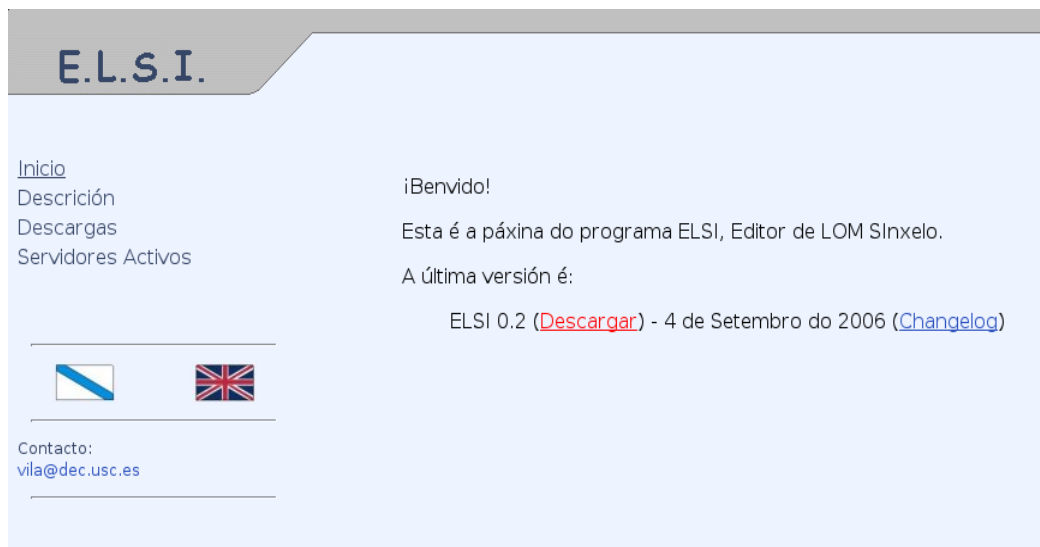 E.L.S.I.
Inicio
Descrición
Descargas
Servidores Activos
Contacto:
vila@dec.usc.es
¡Benvido!
Esta é a páxina do programa ELSI, Editor de LOM SInxelo.
A última versión é:
ELSI 0.2 (Descargar) - 4 de Setembro do 2006 (Changelog)